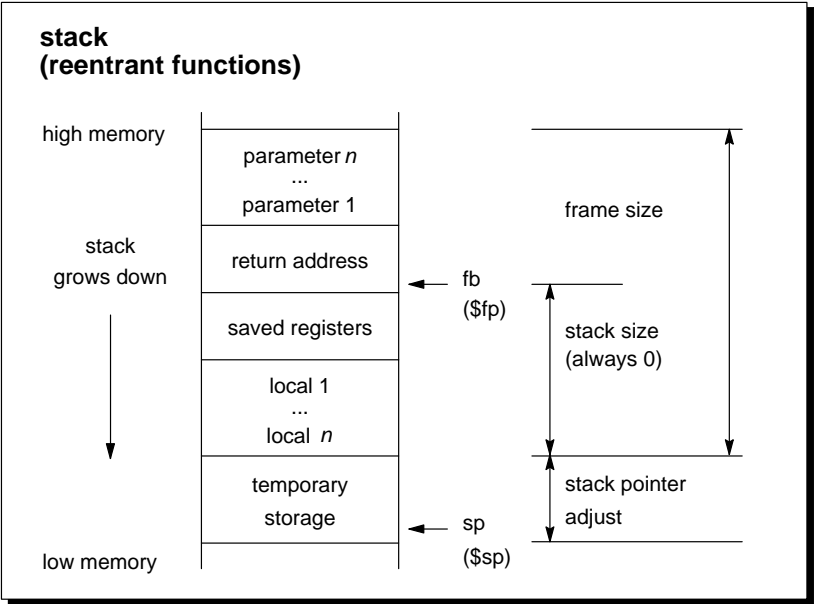 stack
(reentrant functions)
high memory
parameter n
...
parameter 1
frame size
stack
grows down
return address
fb
($fp)
saved registers
stack size
(always 0)
local 1
...
local n
temporary
storage
stack pointer
adjust
sp
($sp)
low memory